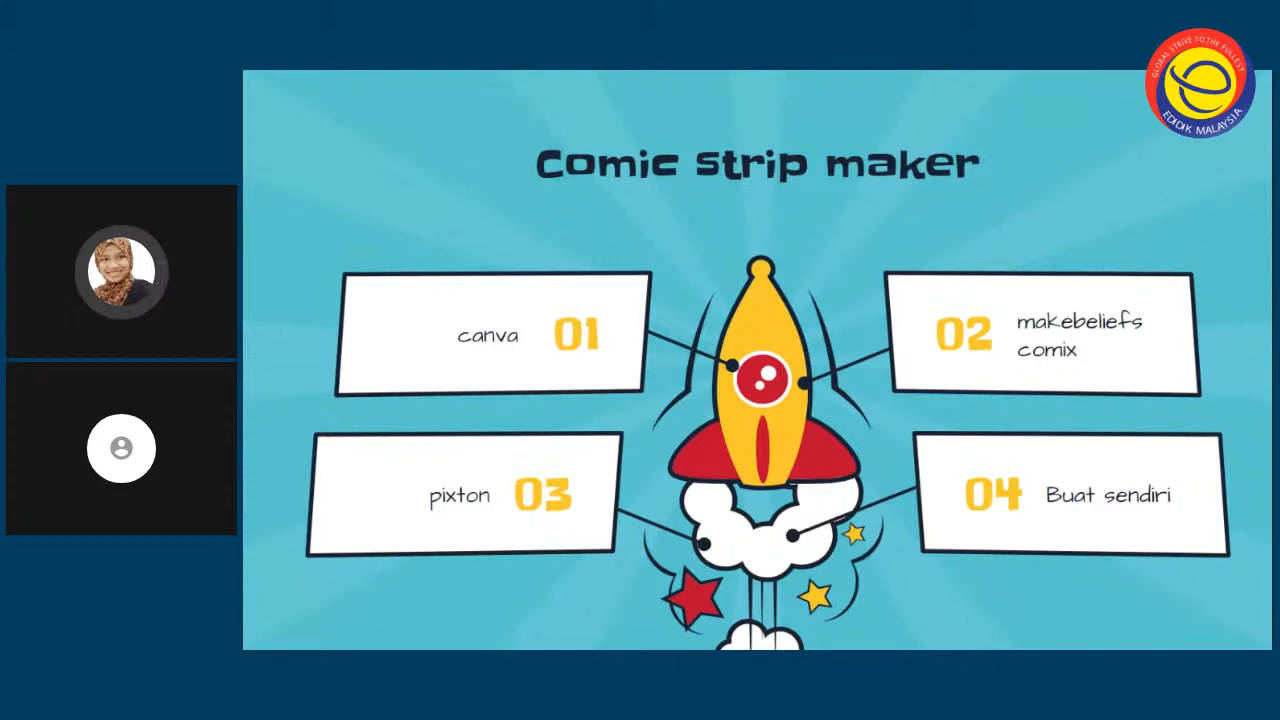 GLOBAL STRIVE TO THE FULLEST
EDIDIK MALAYSIA
Comic strip maker
canva 01
02 makebeliefs
comix
pixton 03
04 Buat sendiri